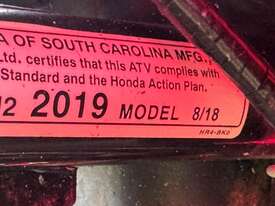 A OF SOUTH CAROLINA MFG.,
Ltd. certifies that this ATV complies with
Standard and the Honda Action Plan.
2 2019 MODEL 8/18
HR4-8K0